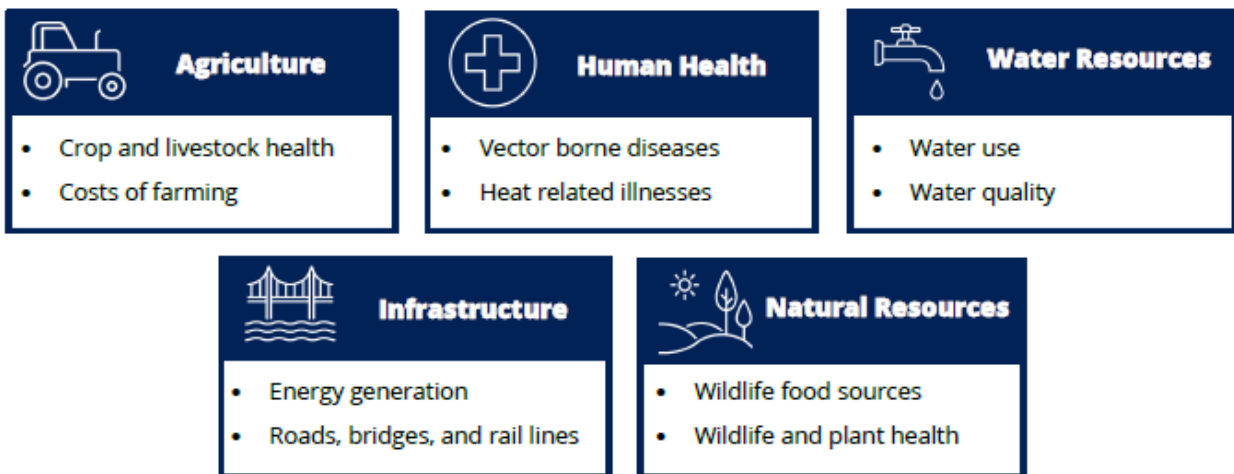 Agriculture
• Crop and livestock health
• Costs of farming
Human Health
• Vector borne diseases
• Heat related illnesses
Water Resources
• Water use
• Water quality
Infrastructure
• Energy generation
• Roads, bridges, and rail lines
Natural Resources
• Wildlife food sources
• Wildlife and plant health